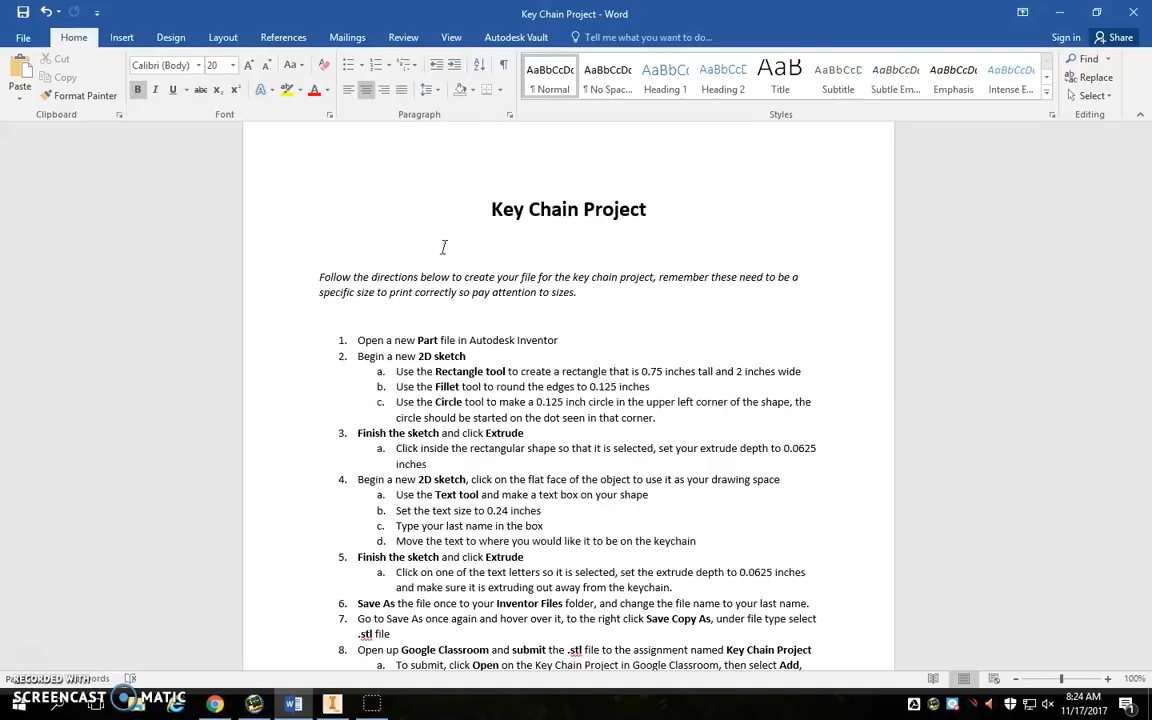 Key Chain Project - Word
File Home Insert Design Layout References Mailings Review View Autodesk Vault Tell me what you want to do... Sign in Share
Cut
Copy
Paste
Format Painter
Calibri (Body) 20
Aa
B I U abc X₂ X²
AaBbCcDc AaBbCcDc AaBbCc AaBbCcD AaB AaBbCcD AaBbCcDc AaBbCcDc AaBbCcDc
¶ Normal ¶ No Spac... Heading 1 Heading 2 Title Subtitle Subtle Em... Emphasis Intense E...
Find
Replace
Select
Clipboard Font Paragraph Styles Editing
Key Chain Project
Follow the directions below to create your file for the key chain project, remember these need to be a
specific size to print correctly so pay attention to sizes.
1. Open a new Part file in Autodesk Inventor
2. Begin a new 2D sketch
a. Use the Rectangle tool to create a rectangle that is 0.75 inches tall and 2 inches wide
b. Use the Fillet tool to round the edges to 0.125 inches
c. Use the Circle tool to make a 0.125 inch circle in the upper left corner of the shape, the
circle should be started on the dot seen in that corner.
3. Finish the sketch and click Extrude
a. Click inside the rectangular shape so that it is selected, set your extrude depth to 0.0625
inches
4. Begin a new 2D sketch, click on the flat face of the object to use it as your drawing space
a. Use the Text tool and make a text box on your shape
b. Set the text size to 0.24 inches
c. Type your last name in the box
d. Move the text to where you would like it to be on the keychain
5. Finish the sketch and click Extrude
a. Click on one of the text letters so it is selected, set the extrude depth to 0.0625 inches
and make sure it is extruding out away from the keychain.
6. Save As the file once to your Inventor Files folder, and change the file name to your last name.
7. Go to Save As once again and hover over it, to the right click Save Copy As, under file type select
.stl file
8. Open up Google Classroom and submit the .stl file to the assignment named Key Chain Project
a. To submit, click Open on the Key Chain Project in Google Classroom, then select Add,
100%
RECORDED WITH
SCREENCAST MATIC
8:24 AM
11/17/2017